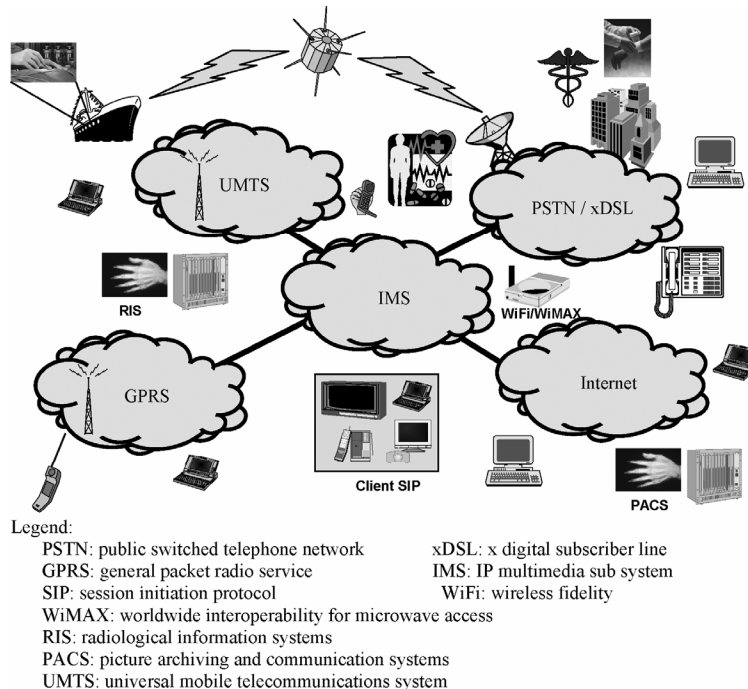 UMTS
PSTN / xDSL
IMS
WiFi/WiMAX
RIS
GPRS
Internet
Client SIP
PACS
Legend:
PSTN: public switched telephone network
xDSL: x digital subscriber line
GPRS: general packet radio service
IMS: IP multimedia sub system
SIP: session initiation protocol
WiFi: wireless fidelity
WiMAX: worldwide interoperability for microwave access
RIS: radiological information systems
PACS: picture archiving and communication systems
UMTS: universal mobile telecommunications system